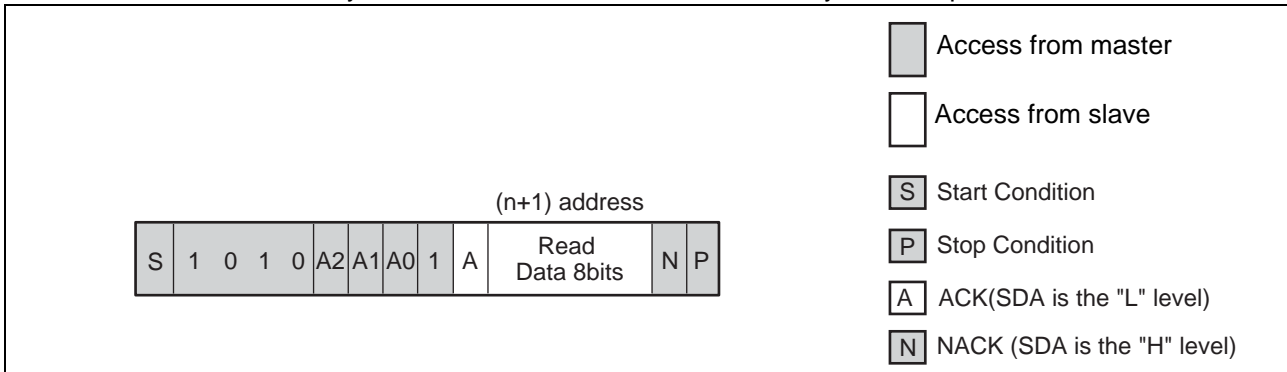 Access from master
Access from slave
(n+1) address
S 1 0 1 0 A2 A1 A0 1 A Read Data 8bits N P
S Start Condition
P Stop Condition
A ACK(SDA is the "L" level)
N NACK (SDA is the "H" level)